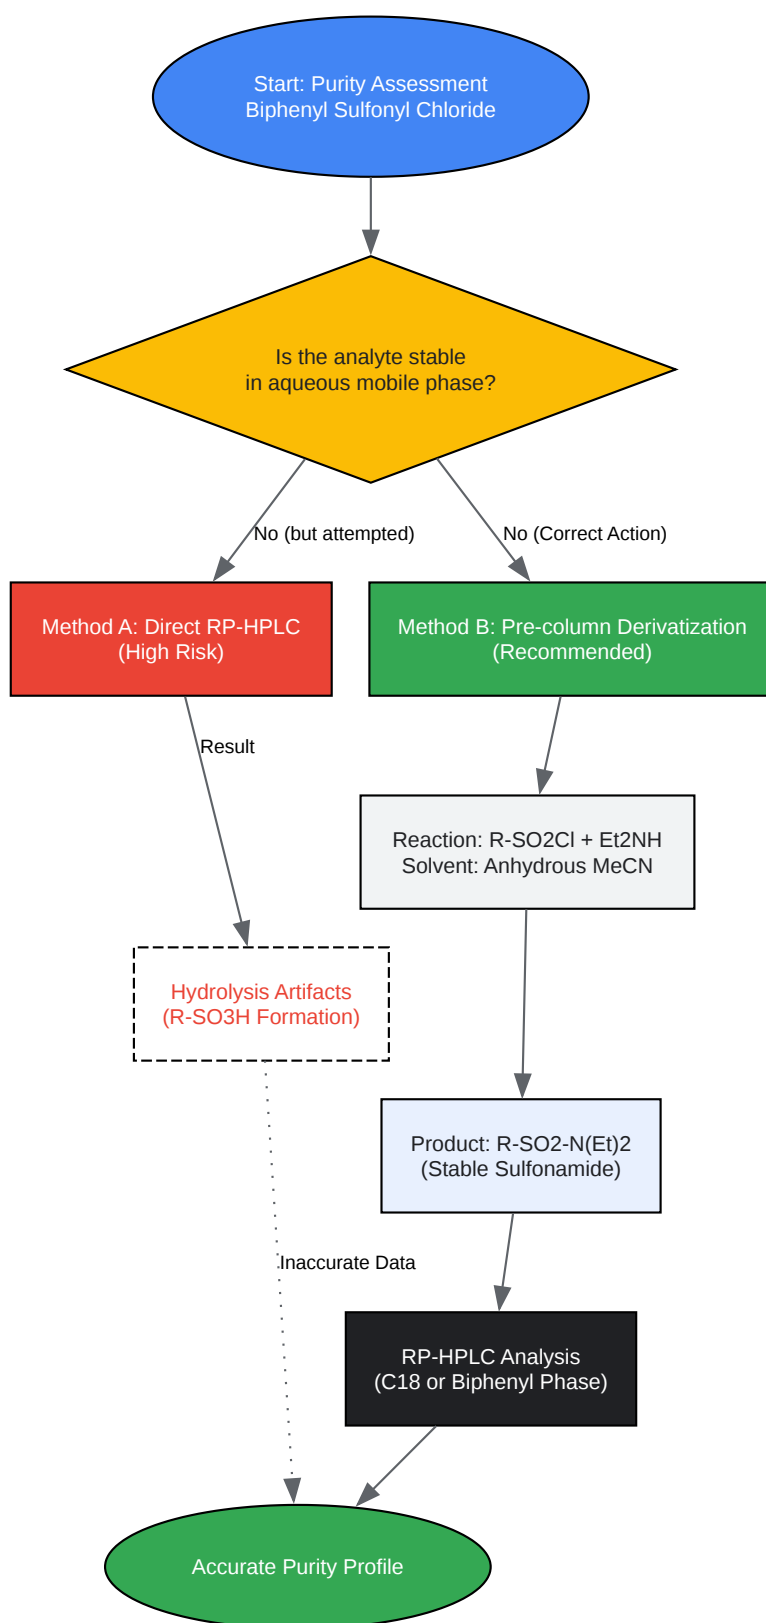 Start: Purity Assessment
Biphenyl Sulfonyl Chloride
Is the analyte stable
in aqueous mobile phase?
No (but attempted)
No (Correct Action)
Method A: Direct RP-HPLC
(High Risk)
Method B: Pre-column Derivatization
(Recommended)
Result
Reaction: R-SO2Cl + Et2NH
Solvent: Anhydrous MeCN
Hydrolysis Artifacts
(R-SO3H Formation)
Product: R-SO2-N(Et)2
(Stable Sulfonamide)
Inaccurate Data
RP-HPLC Analysis
(C18 or Biphenyl Phase)
Accurate Purity Profile